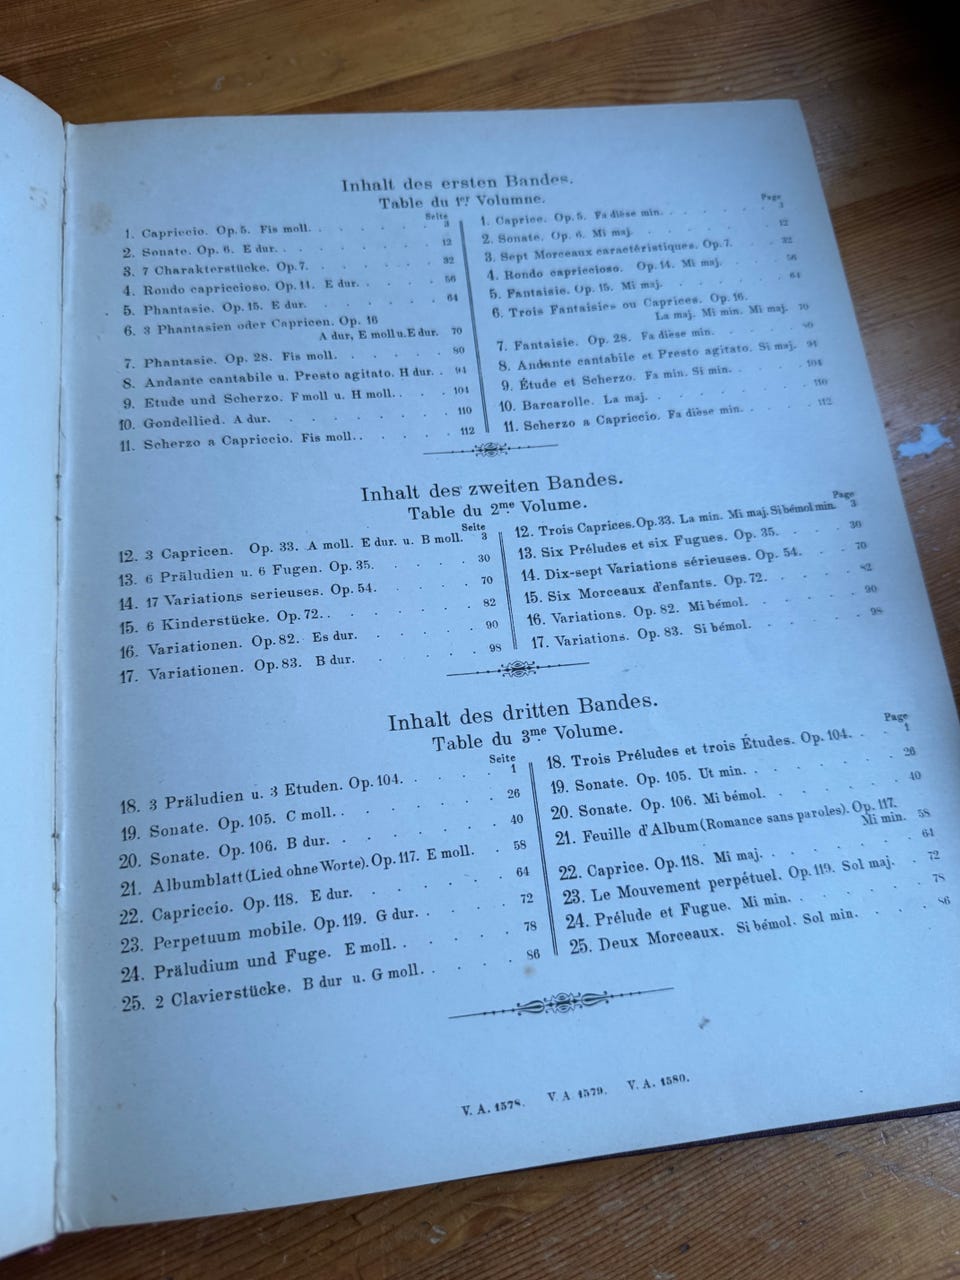 Inhalt des ersten Bandes.
Table du 1er Volumne.
Seite
1. Capriccio. Op. 5. Fis moll. 3
2. Sonate. Op. 6. E dur. 12
3. 7 Charakterstücke. Op. 7. 32
4. Rondo capriccioso. Op. 14. E dur. 56
5. Phantasie. Op. 15. E dur. 64
6. 3 Phantasien oder Capricen. Op. 16
A dur, E moll u. E dur. 70
7. Phantasie. Op. 28. Fis moll. 80
8. Andante cantabile u. Presto agitato. H dur. 94
9. Etude und Scherzo. F moll u. H moll. 104
10. Gondellied. A dur. 110
11. Scherzo a Capriccio. Fis moll. 112
Page
1. Caprice. Op. 5. Fa dièse min. 3
2. Sonate. Op. 6. Mi maj. 12
3. Sept Morceaux caractéristiques. Op. 7. 32
4. Rondo capriccioso. Op. 14. Mi maj. 56
5. Fantaisie. Op. 15. Mi maj. 64
6. Trois Fantaisies ou Caprices. Op. 16.
La maj. Mi min. Mi maj. 70
7. Fantaisie. Op. 28. Fa dièse min. 80
8. Andante cantabile et Presto agitato. Si maj. 94
9. Étude et Scherzo. Fa min. Si min. 104
10. Barcarolle. La maj. 110
11. Scherzo a Capriccio. Fa dièse min. 112
Inhalt des zweiten Bandes.
Table du 2me Volume.
Seite
12. 3 Capricen. Op. 33. A moll. E dur. u. B moll. 3
13. 6 Präludien u. 6 Fugen. Op. 35. 30
14. 17 Variations serieuses. Op. 54. 70
15. 6 Kinderstücke. Op. 72. 82
16. Variationen. Op. 82. Es dur. 90
17. Variationen. Op. 83. B dur. 98
Page
12. Trois Caprices. Op. 33. La min. Mi maj. Si bémol min. 3
13. Six Préludes et six Fugues. Op. 35. 30
14. Dix-sept Variations sérieuses. Op. 54. 70
15. Six Morceaux d'enfants. Op. 72. 82
16. Variations. Op. 82. Mi bémol. 90
17. Variations. Op. 83. Si bémol. 98
Inhalt des dritten Bandes.
Table du 3me Volume.
Seite
18. 3 Präludien u. 3 Etuden. Op. 104. 1
19. Sonate. Op. 105. C moll. 26
20. Sonate. Op. 106. B dur. 40
21. Albumblatt (Lied ohne Worte). Op. 117. E moll. 58
22. Capriccio. Op. 118. E dur. 64
23. Perpetuum mobile. Op. 119. G dur. 72
24. Präludium und Fuge. E moll. 78
25. 2 Clavierstücke. B dur u. G moll. 86
Page
18. Trois Préludes et trois Études. Op. 104. 1
19. Sonate. Op. 105. Ut min. 26
20. Sonate. Op. 106. Mi bémol. 40
21. Feuille d'Album (Romance sans paroles). Op. 117.
Mi min. 58
22. Caprice. Op. 118. Mi maj. 64
23. Le Mouvement perpétuel. Op. 119. Sol maj. 72
24. Prélude et Fugue. Mi min. 78
25. Deux Morceaux. Si bémol. Sol min. 86
V. A. 1578. V. A 1579. V. A. 1580.